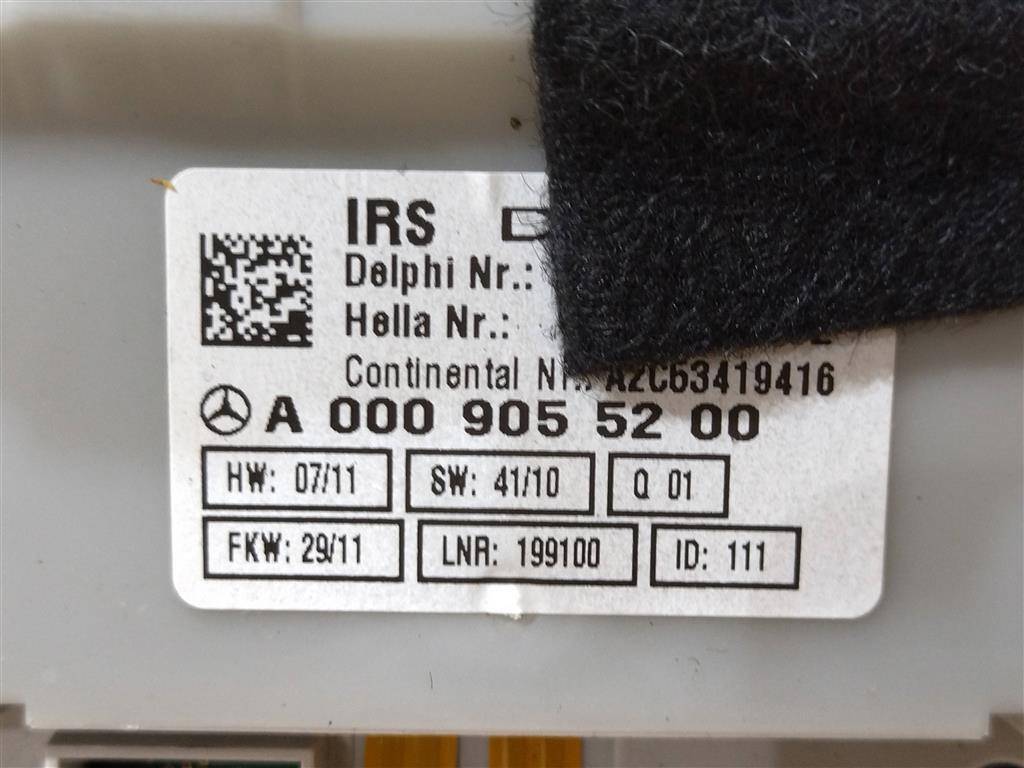 IRS D
Delphi Nr.:
Hella Nr.:
Continental Nr.: A2C53419416
A 000 905 52 00
HW: 07/11 SW: 41/10 Q 01
FKW: 29/11 LNR: 199100 ID: 111